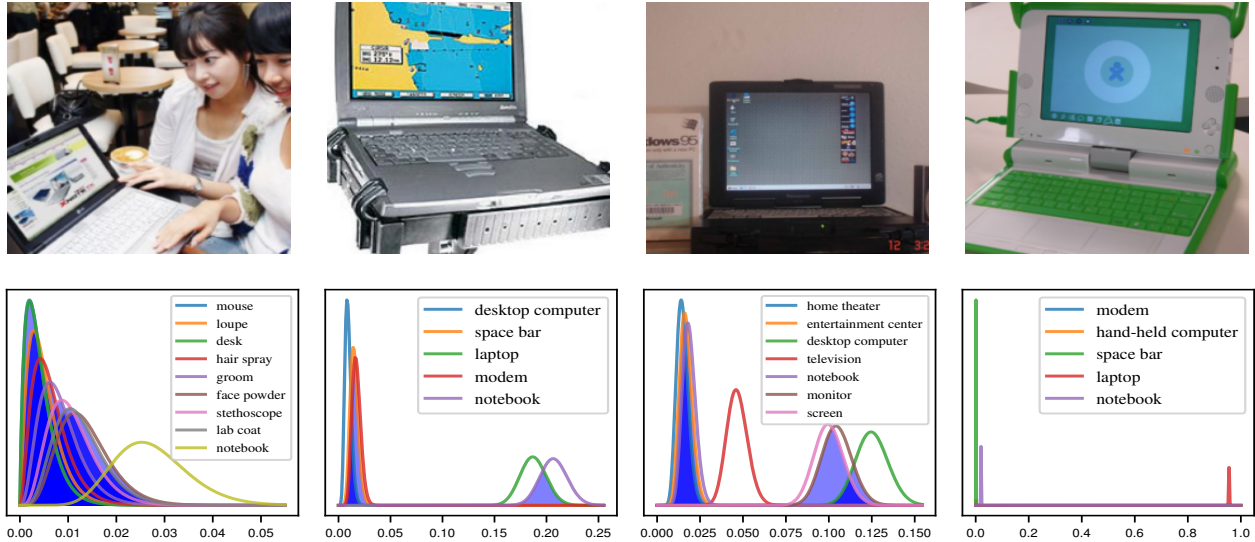 dows95
12 3:2
mouse
loupe
desk
hair spray
groom
face powder
stethoscope
lab coat
notebook
0.00 0.01 0.02 0.03 0.04 0.05
desktop computer
space bar
laptop
modem
notebook
0.00 0.05 0.10 0.15 0.20 0.25
home theater
entertainment center
desktop computer
television
notebook
monitor
screen
0.000 0.025 0.050 0.075 0.100 0.125 0.150
modem
hand-held computer
space bar
laptop
notebook
0.0 0.2 0.4 0.6 0.8 1.0